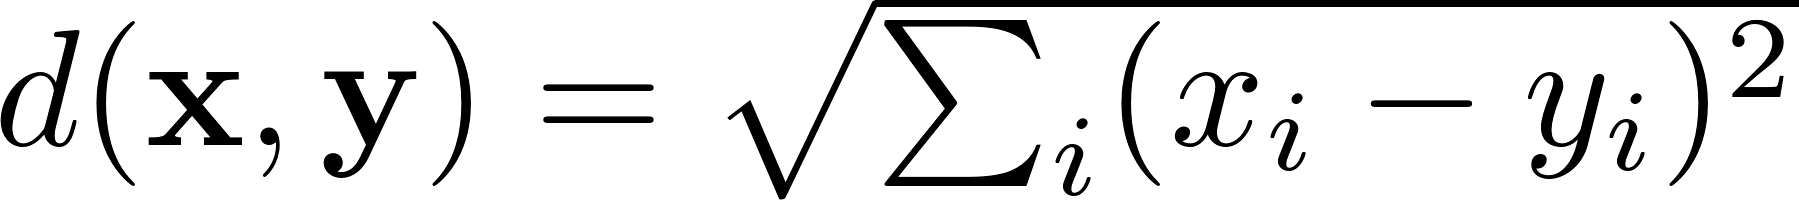 d(𝐱, 𝐲) = √∑ᵢ(xᵢ − yᵢ)²